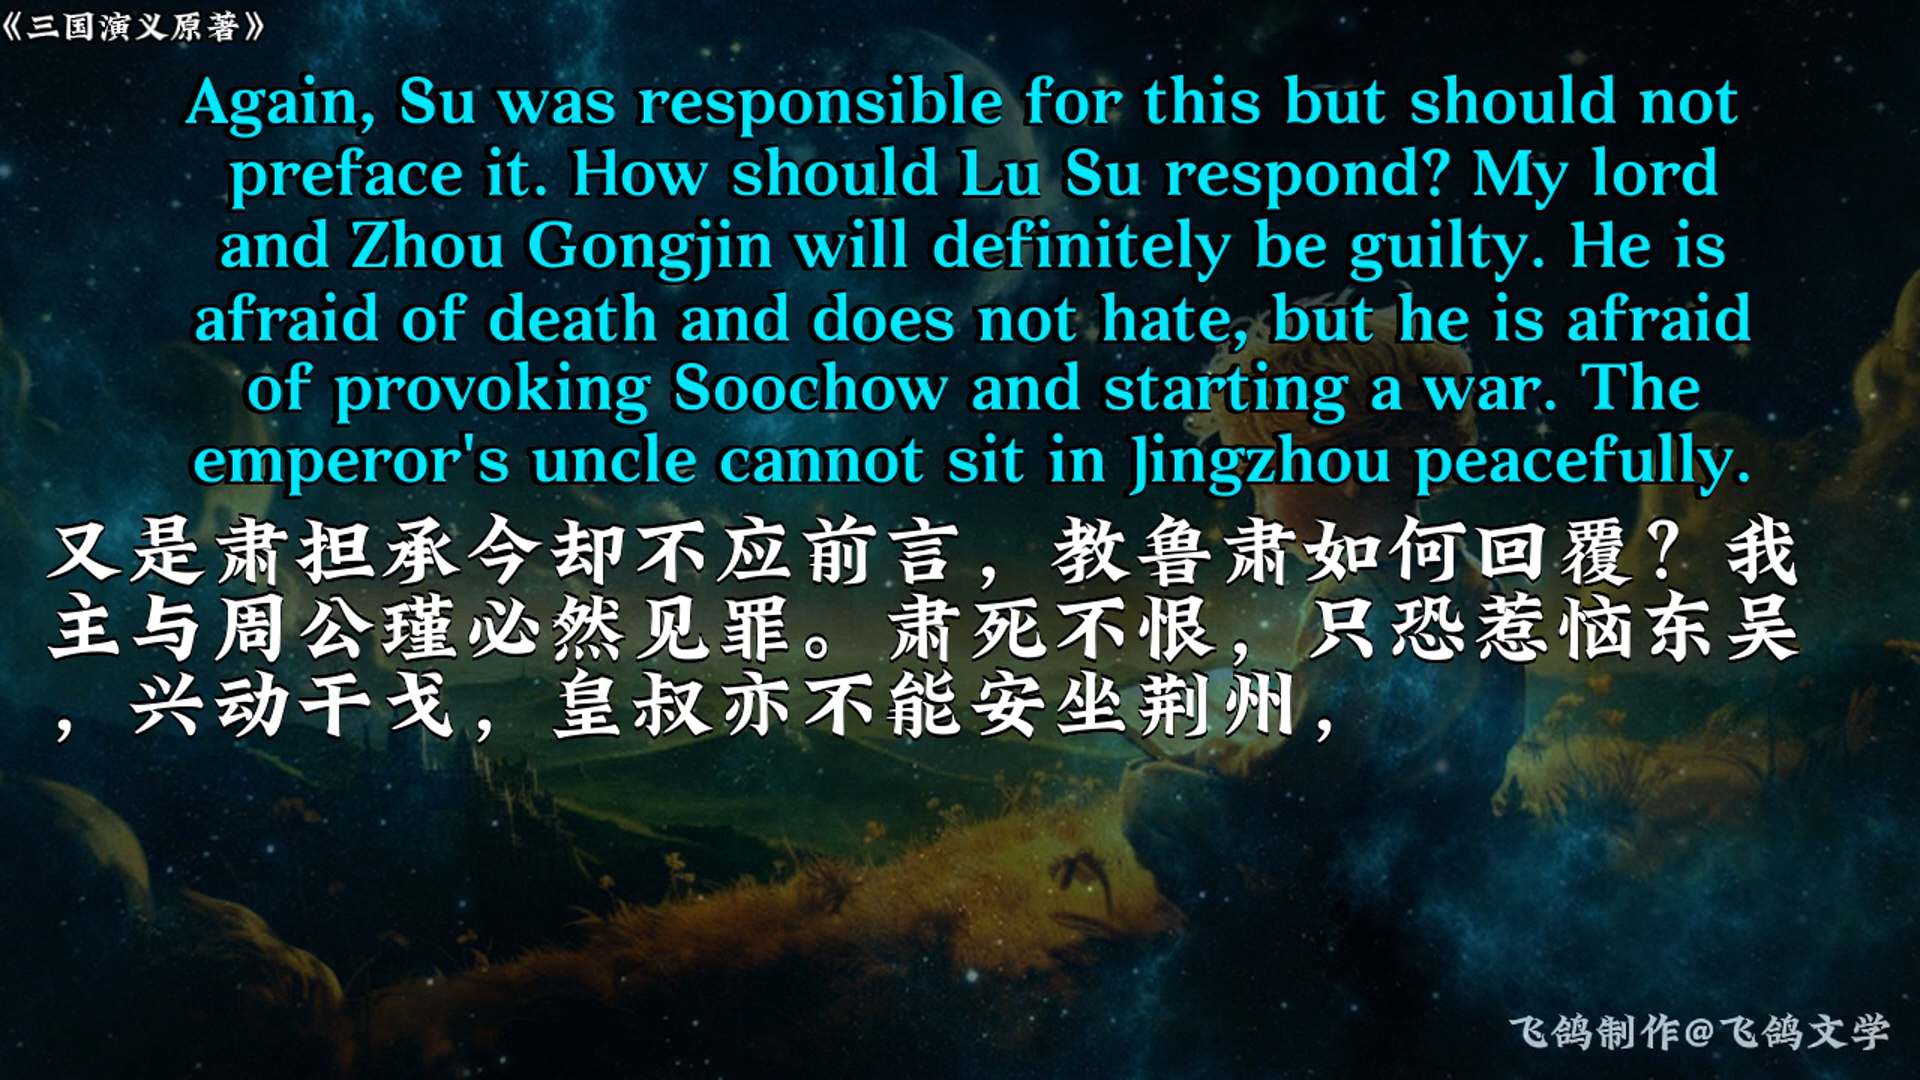 《三国演义原著》
Again, Su was responsible for this but should not
preface it. How should Lu Su respond? My lord
and Zhou Gongjin will definitely be guilty. He is
afraid of death and does not hate, but he is afraid
of provoking Soochow and starting a war. The
emperor's uncle cannot sit in Jingzhou peacefully.
又是肃担承今却不应前言，教鲁肃如何回覆？我
主与周公瑾必然见罪。肃死不恨，只恐惹恼东吴
，兴动干戈，皇叔亦不能安坐荆州，
飞鸽制作@飞鸽文学